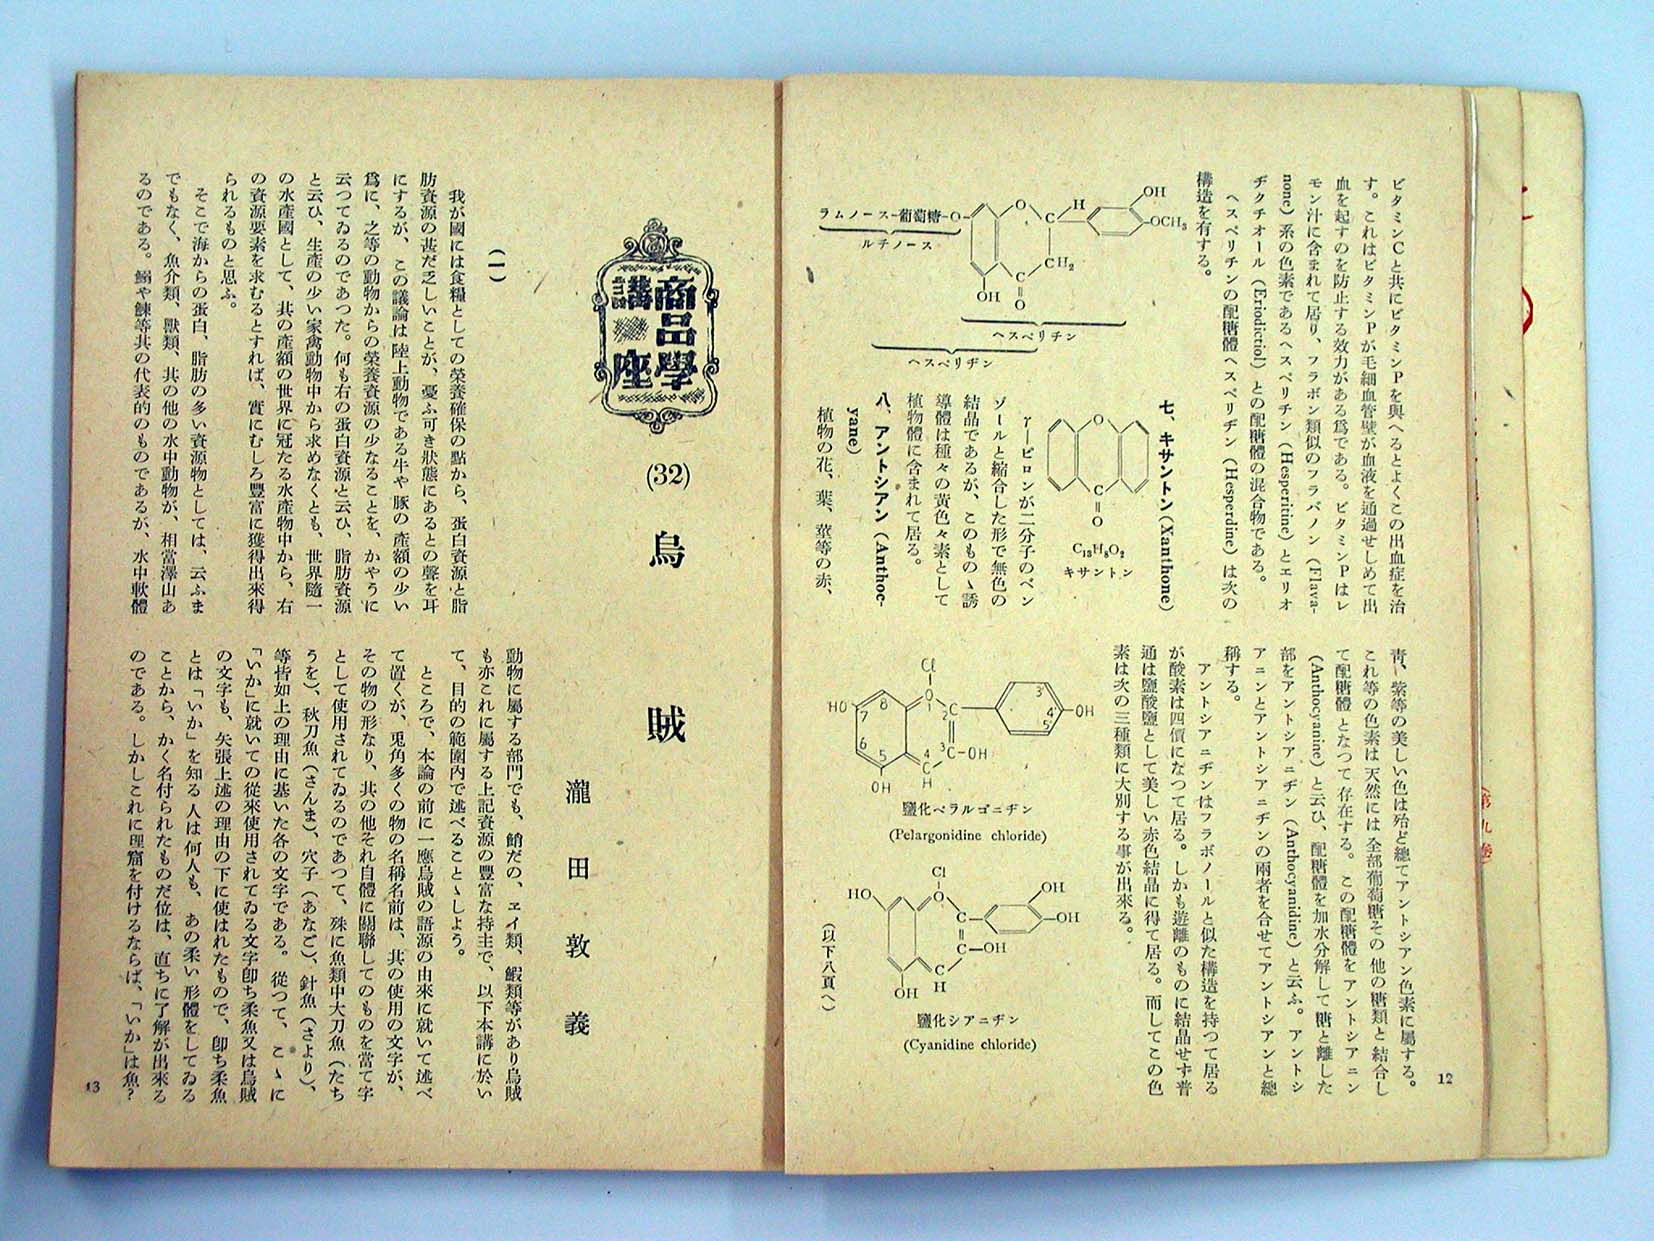 12
ビタミンCと共にビタミンPを與へるとよくこの出血症を治
す。これはビタミンPが毛細血管壁が血液を通過せしめて出
血を起すのを防止する效力がある爲である。ビタミンPはレ
モン汁に含まれて居り、フラボン類似のフラバノン (Flava-
none) 系の色素であるヘスペリチン (Hesperitine) とエリオ
ヂクチオール (Eriodictiol) との配糖體の混合物である。
ヘスペリチンの配糖體ヘスペリヂン (Hesperdine) は次の
構造を有する。
ラムノース-葡萄糖-O-
ルチノース
O
C
H
CH₂
C
O
OH
OH
OCH₃
ヘスペリチン
ヘスペリヂン
七、キサントン (Xanthone)
O
C
O
C₁₃H₈O₂
キサントン
γ—ピロンが二分子のベン
ゾールと縮合した形で無色の
結晶であるが、このものゝ誘
導體は種々の黄色々素として
植物體に含まれて居る。
八、アントシアン (Anthoc-
yane)
植物の花、葉、莖等の赤、
靑、紫等の美しい色は殆ど總てアントシアン色素に屬する。
これ等の色素は天然には全部葡萄糖その他の糖類と結合し
て配糖體となつて存在する。この配糖體をアントシアニン
(Anthocyanine) と云ひ、配糖體を加水分解して糖と離した
部をアントシアニヂン (Anthocyanidine) と云ふ。アントシ
アニンとアントシアニヂンの兩者を合せてアントシアンと總
稱する。
アントシアニヂンはフラボノールと似た構造を持つて居る
が酸素は四價になつて居る。しかも遊離のものに結晶せず普
通は鹽酸鹽として美しい赤色結晶に得て居る。而してこの色
素は次の三種類に大別する事が出來る。
Cl
O
HO
8
7
6
5
1
2
3
4
C
H
C-OH
OH
3'
4'
5'
OH
鹽化ペラルゴニヂン
(Pelargonidine chloride)
Cl
O
HO
C
C
OH
C
H
OH
OH
OH
鹽化シアニヂン
(Cyanidine chloride)
(以下八頁へ)
(第九卷)
商品學
講座
(32) 烏賊
瀧田敦義
(一)
我が國には食糧としての榮養確保の點から、蛋白資源と脂
肪資源の甚だ乏しいことが、憂ふ可き狀態にあるとの聲を耳
にするが、この議論は陸上動物である牛や豚の產額の少い
爲に、之等の動物からの榮養資源の少なることを、かやうに
云つてゐるのであつた。何も右の蛋白資源と云ひ、脂肪資源
と云ひ、生產の少い家禽動物中から求めなくとも、世界隨一
の水產國として、共の產額の世界に冠たる水產物中から、右
の資源要素を求むるとすれば、實にむしろ豐富に獲得出來得
られるものと思ふ。
そこで海からの蛋白、脂肪の多い資源物としては、云ふま
でもなく、魚介類、獸類、其の他の水中動物が、相當澤山あ
るのである。鰯や鰊等其の代表的のものであるが、水中軟體
動物に屬する部門でも、鮹だの、ヱイ類、鰕類等があり烏賊
も亦これに屬する上記資源の豐富な持主で、以下本講に於い
て、目的の範圍內で述べることゝしよう。
ところで、本論の前に一應烏賊の語源の由來に就いて述べ
て置くが、兎角多くの物の名稱名前は、其の使用の文字が、
その物の形なり、共の他それ自體に關聯してのものを當て字
として使用されてゐるのであつて、殊に魚類中大刀魚(たち
うを)、秋刀魚(さんま)、穴子(あなご)、針魚(さより)、
等皆如上の理由に基いた各の文字である。從つて、こゝに
「いか」に就いての從來使用されてゐる文字卽ち柔魚又は烏賊
の文字も、矢張上述の理由の下に使はれたもので、卽ち柔魚
とは「いか」を知る人は何人も、あの柔い形體をしてゐる
ことから、かく名付られたものだ位は、直ちに了解が出來る
のである。しかしこれに理窟を付けるならば、「いか」は魚?
13